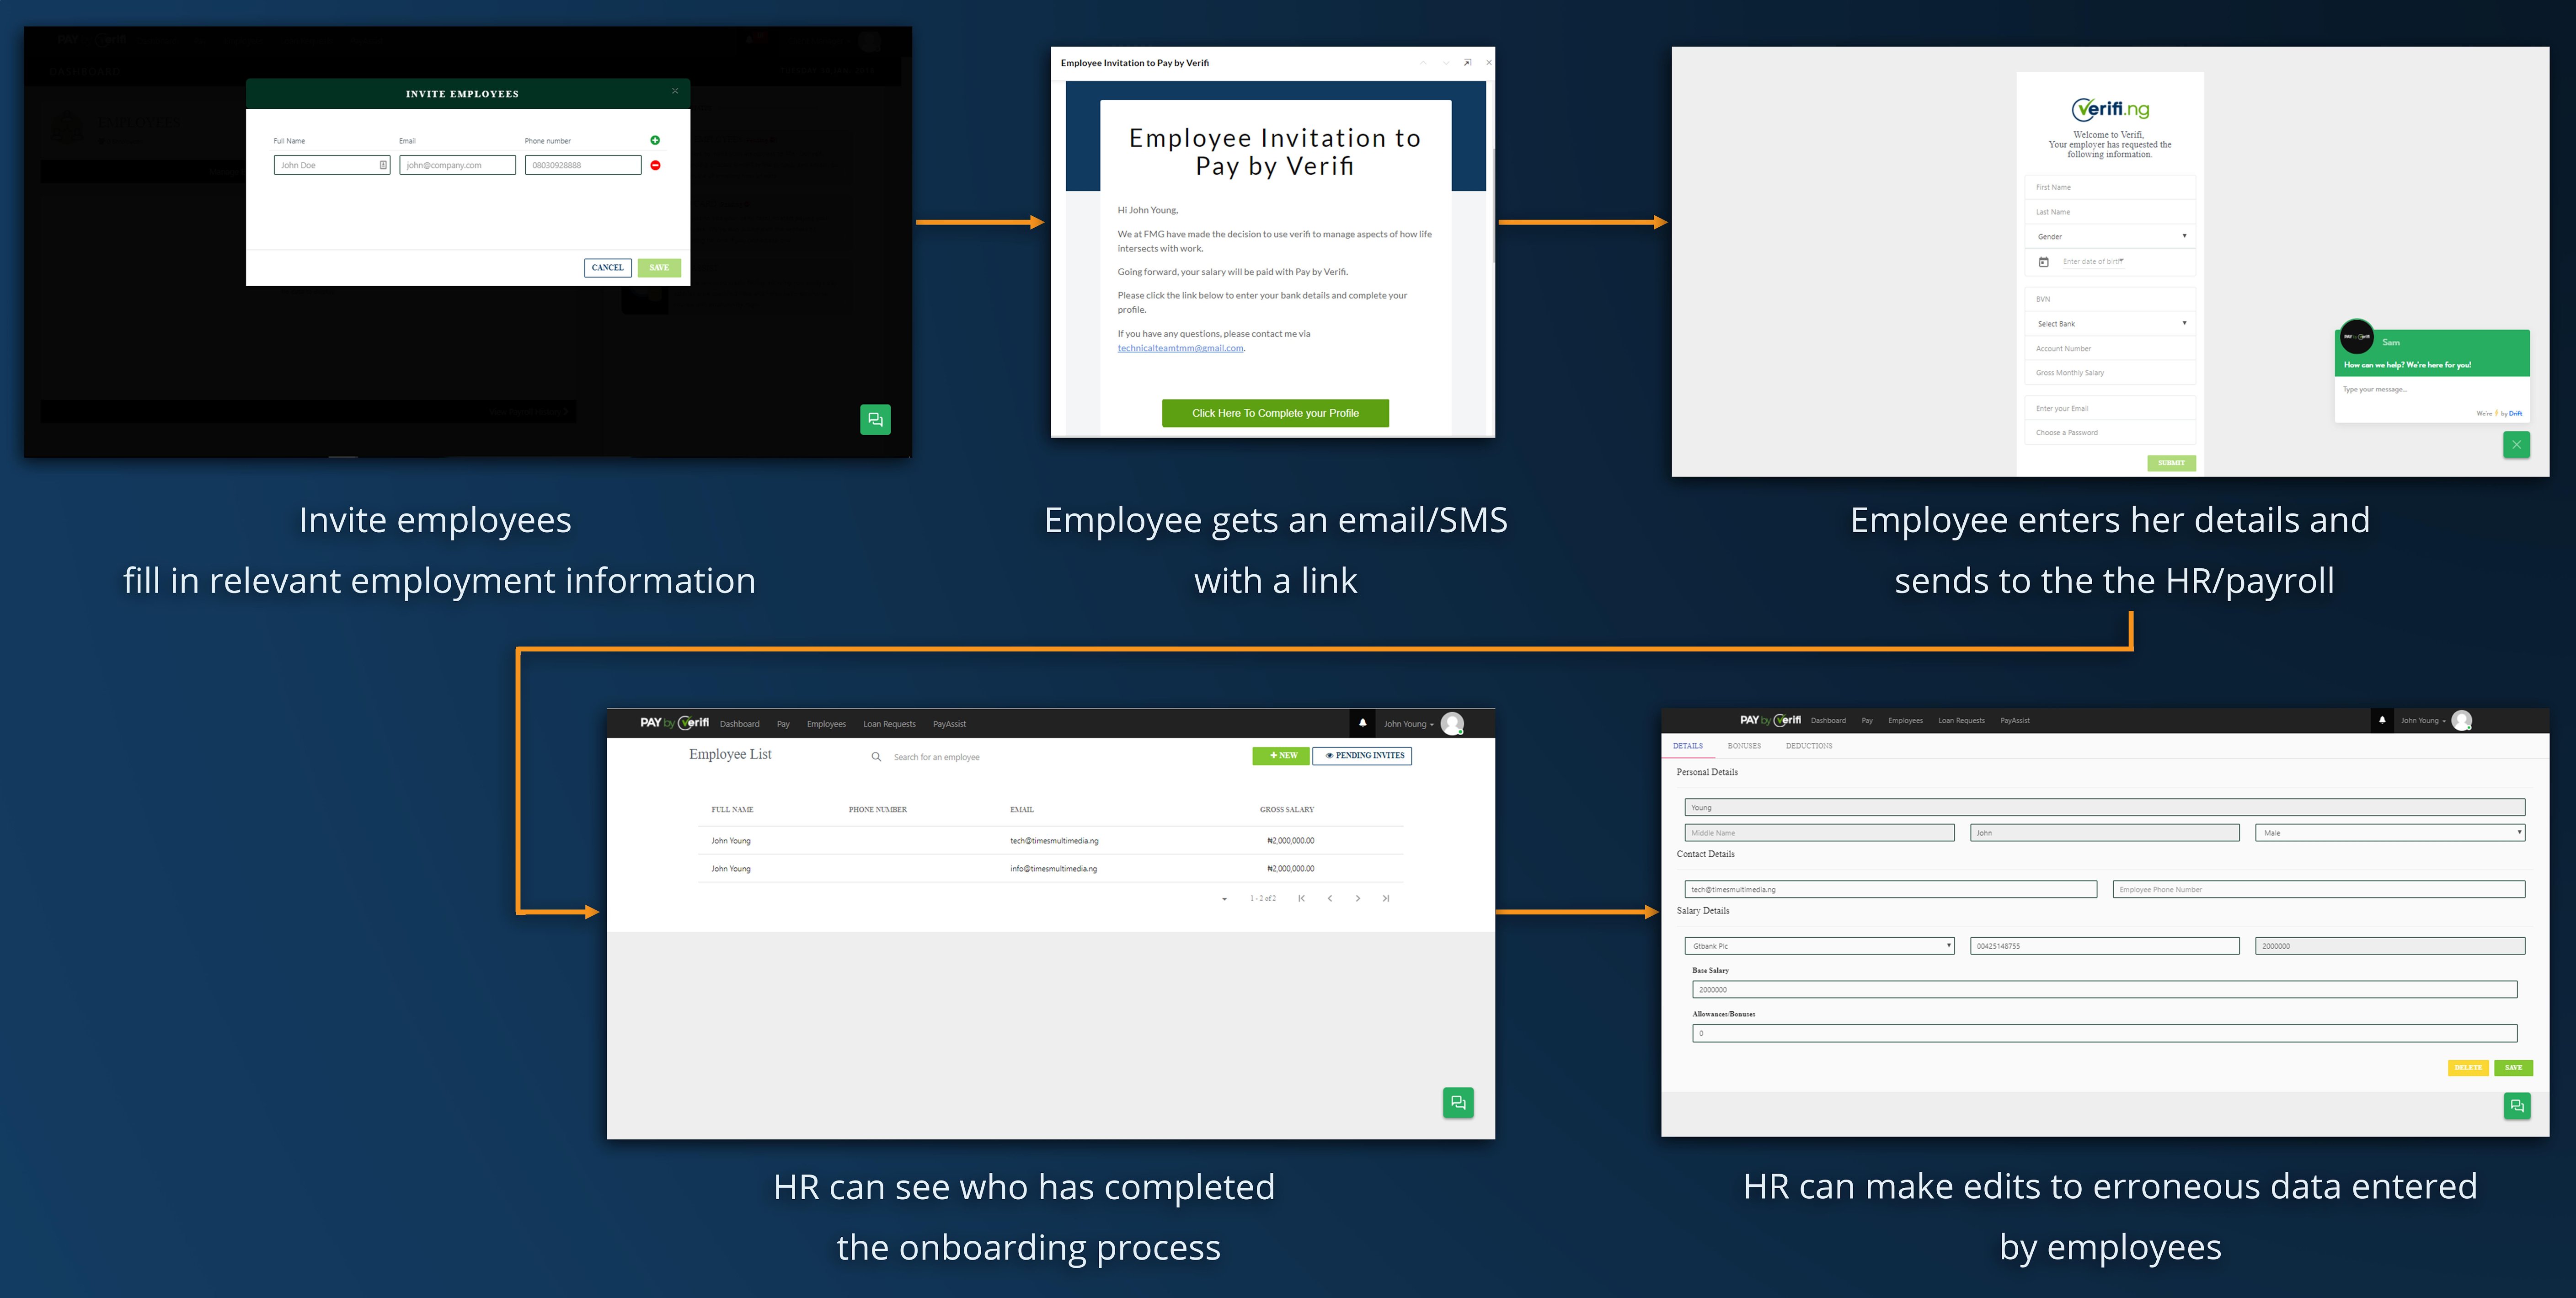 INVITE EMPLOYEES
Full Name Email Phone number
John Doe john@company.com 08030928888
CANCEL SAVE
Invite employees
fill in relevant employment information
Employee Invitation to Pay by Verifi
Employee Invitation to
Pay by Verifi
Hi John Young,
We at FMG have made the decision to use verifi to manage aspects of how life
intersects with work.
Going forward, your salary will be paid with Pay by Verifi.
Please click the link below to enter your bank details and complete your
profile.
If you have any questions, please contact me via
technicalteamtmm@gmail.com.
Click Here To Complete your Profile
Employee gets an email/SMS
with a link
verifi.ng
Welcome to Verifi,
Your employer has requested the
following information.
First Name
Last Name
Gender
Enter date of birth
BVN
Select Bank
Account Number
Gross Monthly Salary
Enter your Email
Choose a Password
SUBMIT
Sam
How can we help? We're here for you!
Type your message...
We're by Drift
Employee enters her details and
sends to the the HR/payroll
PAY by verifi Dashboard Pay Employees Loan Requests PayAssist John Young
Employee List Search for an employee + NEW PENDING INVITES
FULL NAME PHONE NUMBER EMAIL GROSS SALARY
John Young tech@timesmultimedia.ng ₦2,000,000.00
John Young info@timesmultimedia.ng ₦2,000,000.00
1 - 2 of 2
HR can see who has completed
the onboarding process
PAY by verifi Dashboard Pay Employees Loan Requests PayAssist John Young
DETAILS BONUSES DEDUCTIONS
Personal Details
Young
Middle Name John Male
Contact Details
tech@timesmultimedia.ng Employee Phone Number
Salary Details
Gtbank Plc 00425148755 2000000
Base Salary
2000000
Allowances/Bonuses
0
DELETE SAVE
HR can make edits to erroneous data entered
by employees